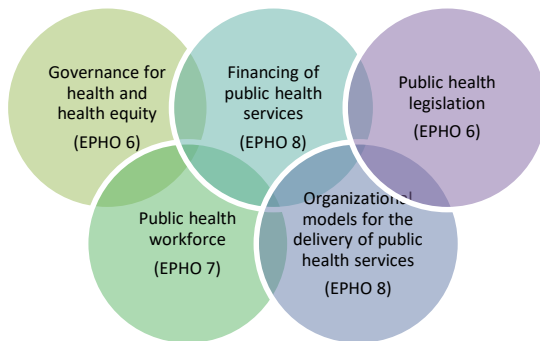 Governance for
health and
health equity
(EPHO 6)
Financing of
public health
services
(EPHO 8)
Public health
legislation
(EPHO 6)
Public health
workforce
(EPHO 7)
Organizational
models for the
delivery of public
health services
(EPHO 8)